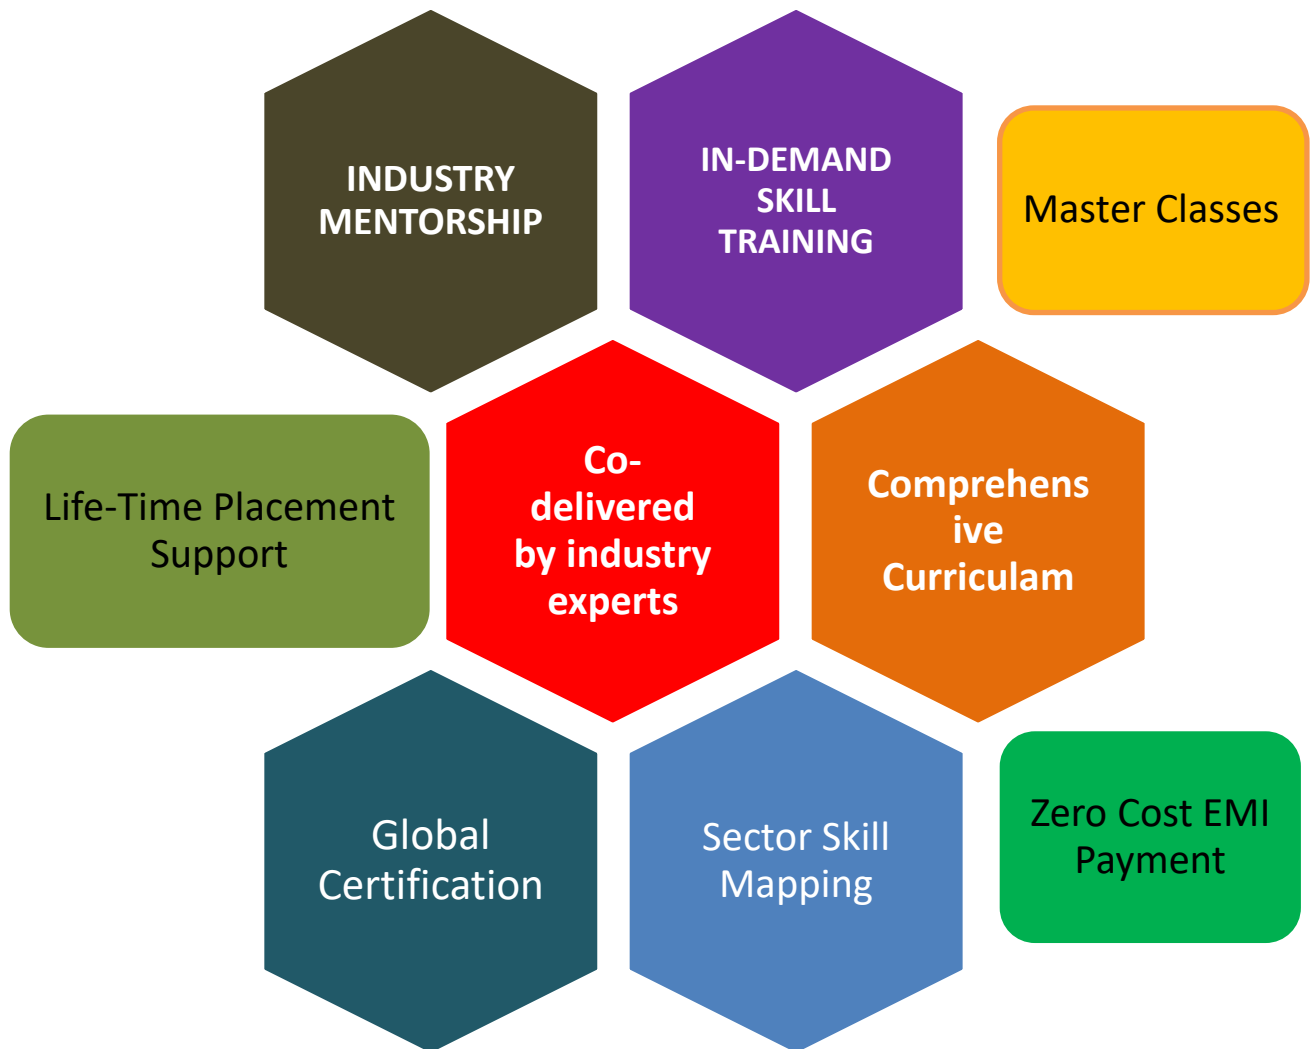 INDUSTRY
MENTORSHIP
IN-DEMAND
SKILL
TRAINING
Master Classes
Life-Time Placement
Support
Co-
delivered
by industry
experts
Comprehens
ive
Curriculam
Global
Certification
Sector Skill
Mapping
Zero Cost EMI
Payment